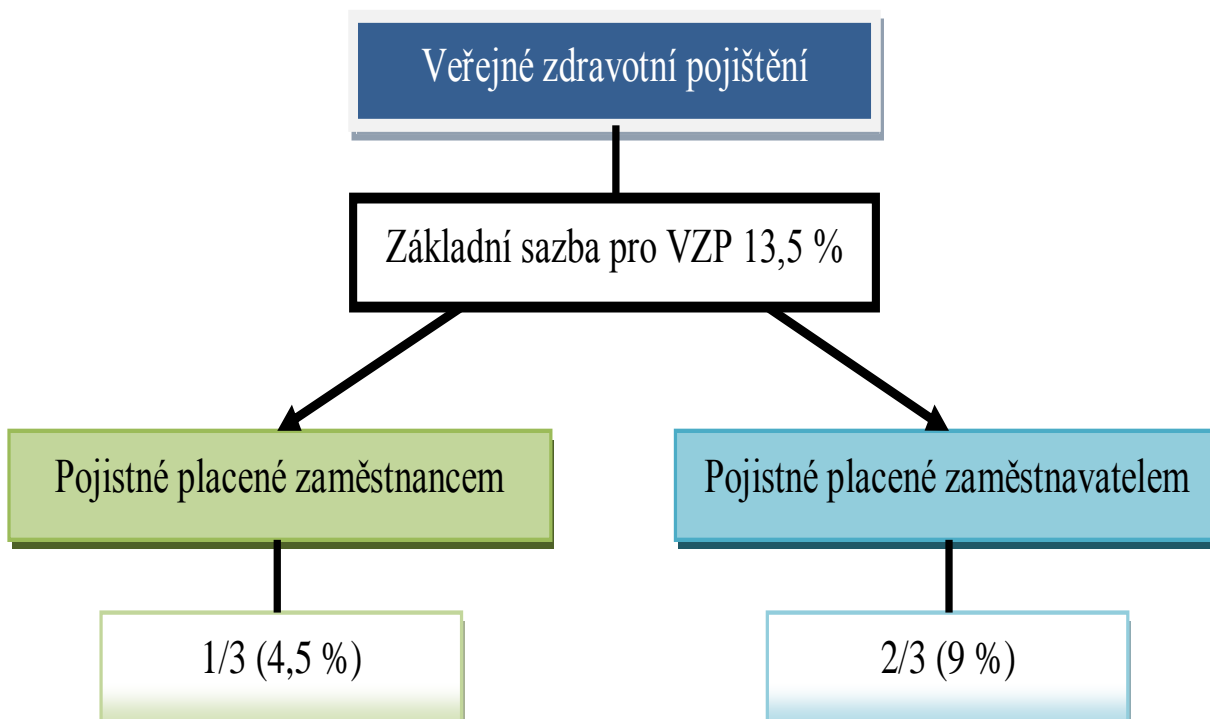 Veřejné zdravotní pojištění
Základní sazba pro VZP 13,5 %
Pojistné placené zaměstnancem
Pojistné placené zaměstnavatelem
1/3 (4,5 %)
2/3 (9 %)